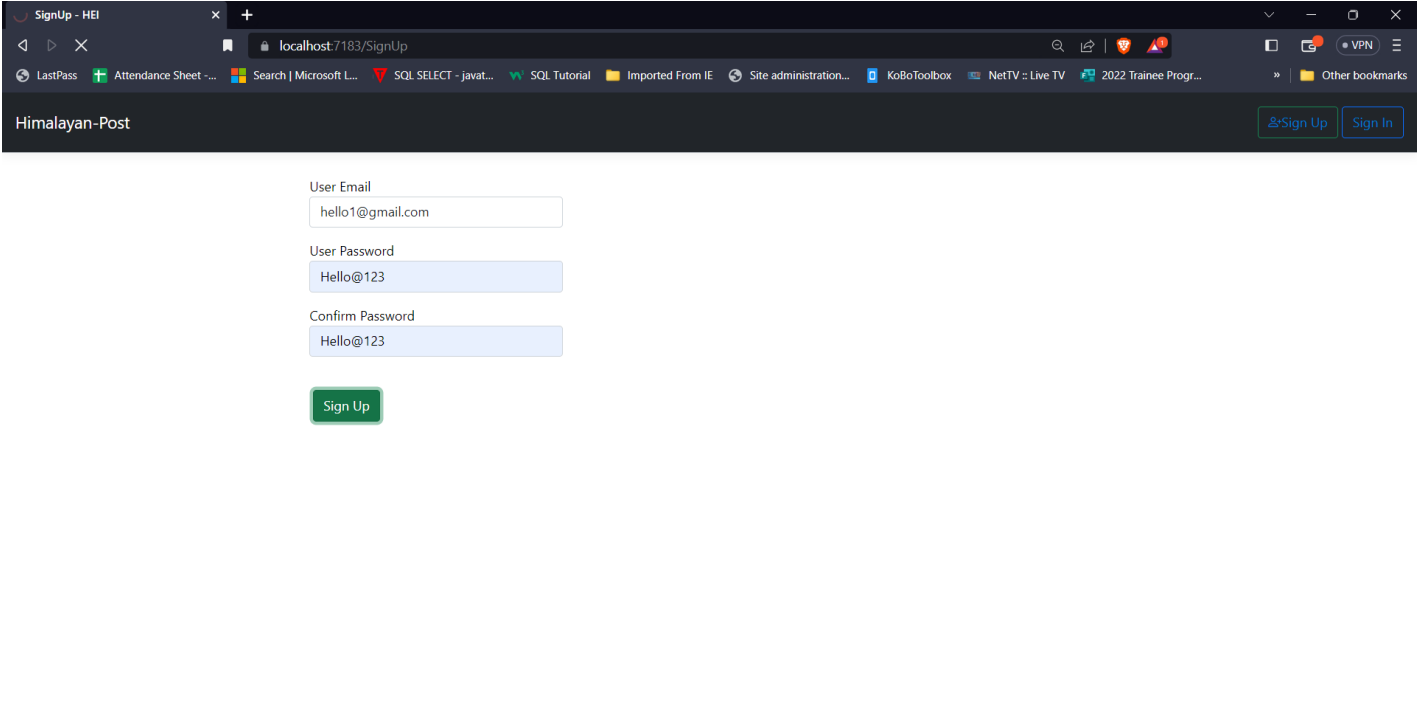 SignUp - HEI
localhost:7183/SignUp
VPN
LastPass Attendance Sheet -... Search | Microsoft L... SQL SELECT - javat... SQL Tutorial Imported From IE Site administration... KoBoToolbox NetTV :: Live TV 2022 Trainee Progr... » Other bookmarks
Himalayan-Post Sign Up Sign In
User Email
hello1@gmail.com
User Password
Hello@123
Confirm Password
Hello@123
Sign Up